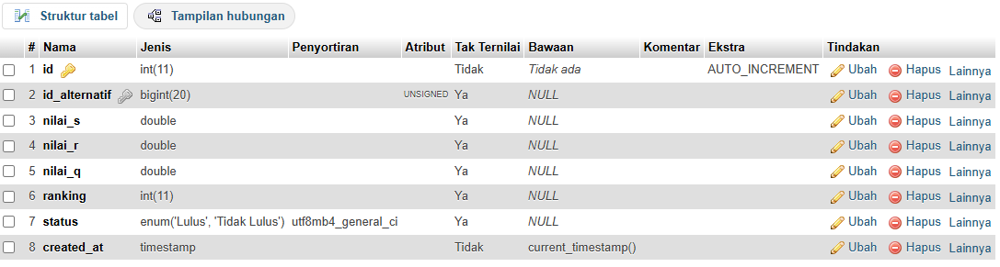 Struktur tabel Tampilan hubungan
# Nama Jenis Penyortiran Atribut Tak Ternilai Bawaan Komentar Ekstra Tindakan
1 id int(11) Tidak Tidak ada AUTO_INCREMENT Ubah Hapus Lainnya
2 id_alternatif bigint(20) UNSIGNED Ya NULL Ubah Hapus Lainnya
3 nilai_s double Ya NULL Ubah Hapus Lainnya
4 nilai_r double Ya NULL Ubah Hapus Lainnya
5 nilai_q double Ya NULL Ubah Hapus Lainnya
6 ranking int(11) Ya NULL Ubah Hapus Lainnya
7 status enum('Lulus', 'Tidak Lulus') utf8mb4_general_ci Ya NULL Ubah Hapus Lainnya
8 created_at timestamp Tidak current_timestamp() Ubah Hapus Lainnya